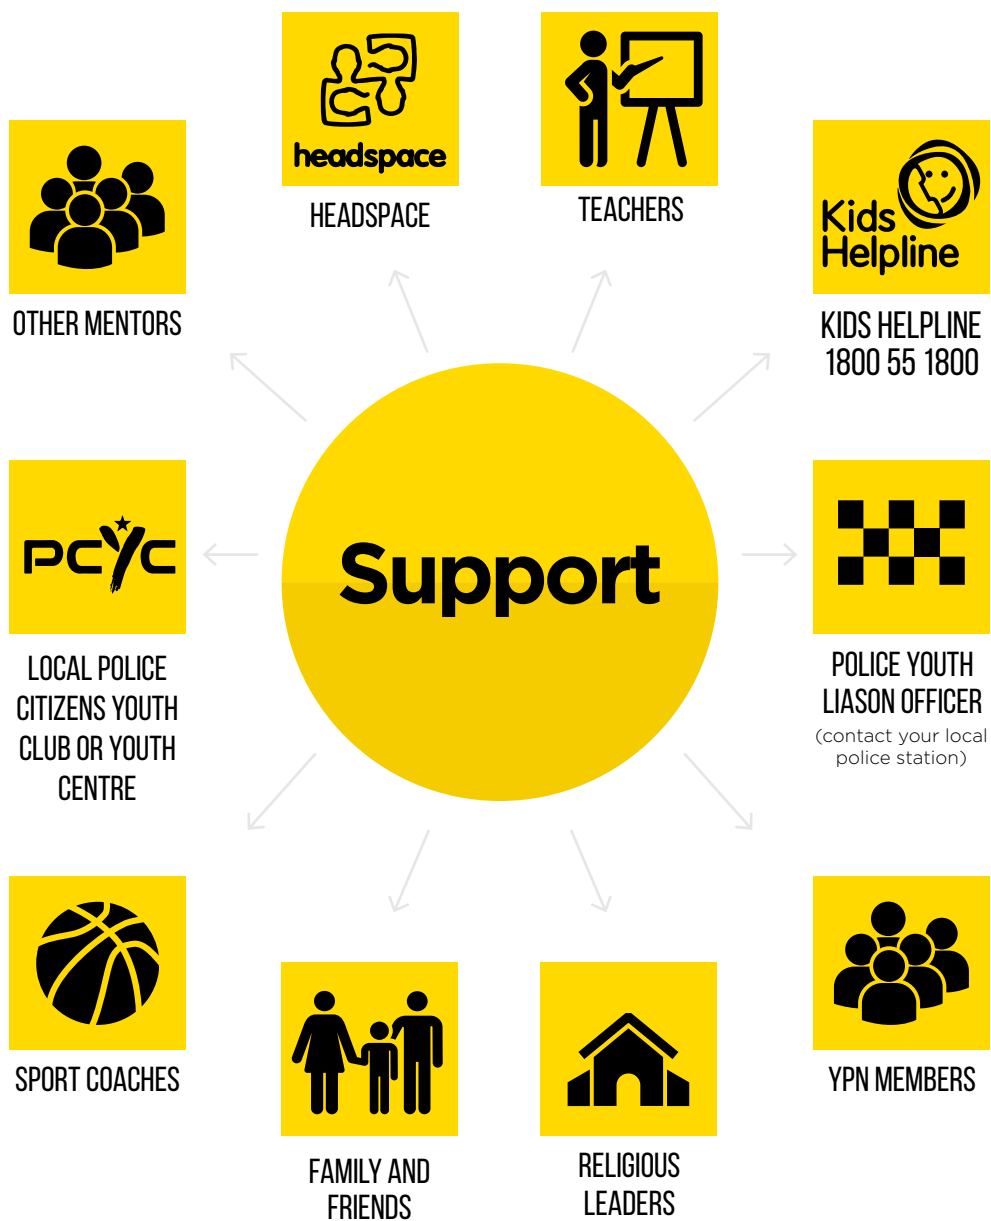 headspace
HEADSPACE
TEACHERS
Kids
Helpline
KIDS HELPLINE
1800 55 1800
OTHER MENTORS
Support
PCYC
LOCAL POLICE
CITIZENS YOUTH
CLUB OR YOUTH
CENTRE
POLICE YOUTH
LIASON OFFICER
(contact your local
police station)
SPORT COACHES
YPN MEMBERS
FAMILY AND
FRIENDS
RELIGIOUS
LEADERS